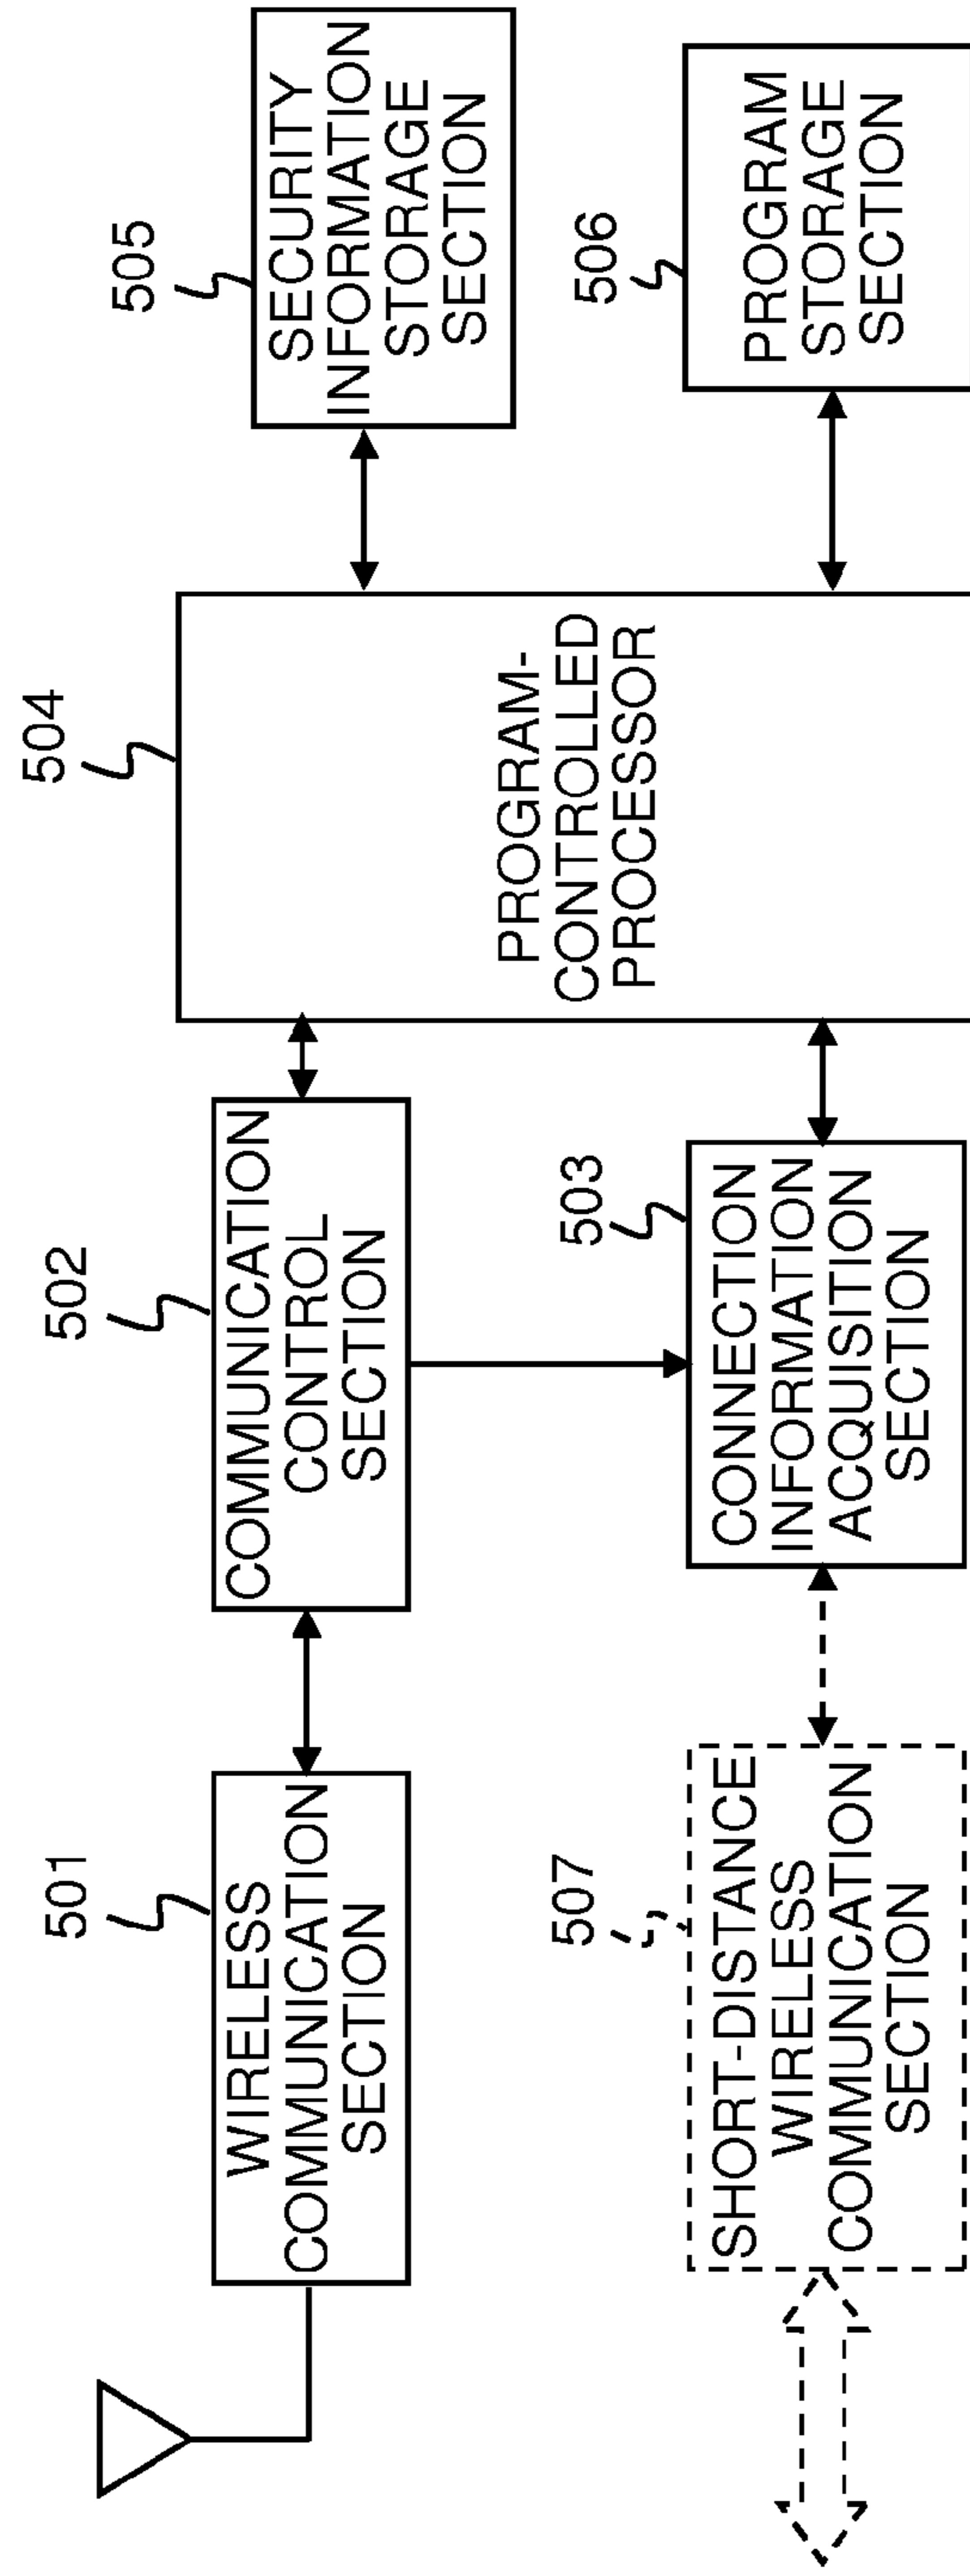 501
WIRELESS
COMMUNICATION
SECTION
502
COMMUNICATION
CONTROL
SECTION
504
PROGRAM-
CONTROLLED
PROCESSOR
505
SECURITY
INFORMATION
STORAGE
SECTION
507
SHORT-DISTANCE
WIRELESS
COMMUNICATION
SECTION
503
CONNECTION
INFORMATION
ACQUISITION
SECTION
506
PROGRAM
STORAGE
SECTION